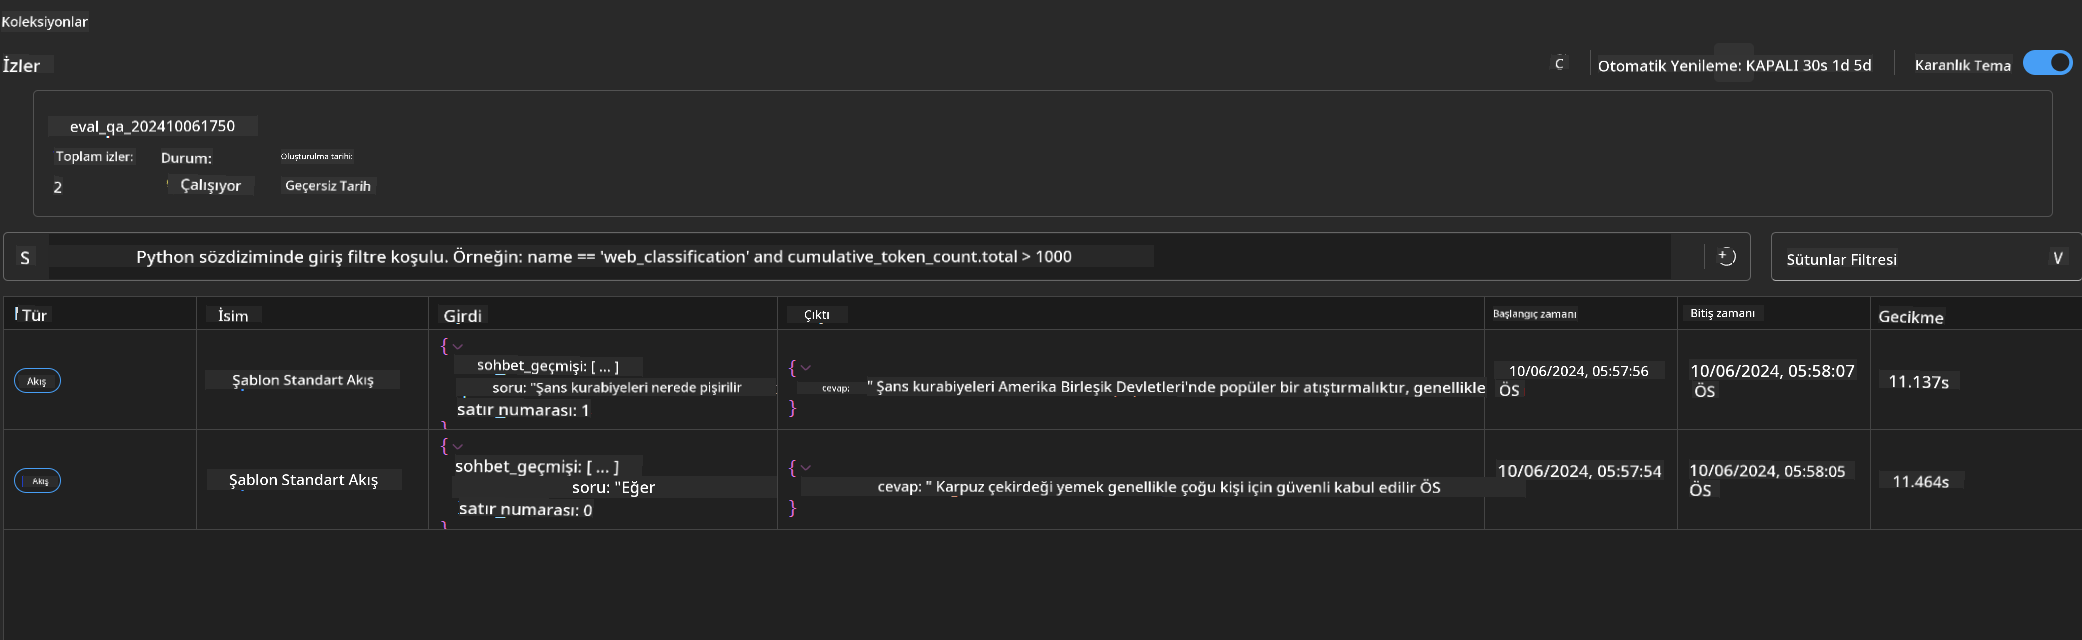 Koleksiyonlar
İzler
C
Otomatik Yenileme: KAPALI 30s 1d 5d
Karanlık Tema
eval_qa_202410061750
Toplam izler: Durum: Oluşturulma tarihi:
2 Çalışıyor Geçersiz Tarih
S Python sözdiziminde giriş filtre koşulu. Örneğin: name == 'web_classification' and cumulative_token_count.total > 1000
Sütunlar Filtresi V
Tür İsim Girdi Çıktı Başlangıç zamanı Bitiş zamanı Gecikme
Akış
Şablon Standart Akış
{
sohbet_geçmişi: [ ... ]
soru: "Şans kurabiyeleri nerede pişirilir
satır_numarası: 1
}
{
cevap: " Şans kurabiyeleri Amerika Birleşik Devletleri'nde popüler bir atıştırmalıktır, genellikle
}
10/06/2024, 05:57:56
ÖS
10/06/2024, 05:58:07
ÖS
11.137s
Akış
Şablon Standart Akış
{
sohbet_geçmişi: [ ... ]
soru: "Eğer
satır_numarası: 0
}
{
cevap: " Karpuz çekirdeği yemek genellikle çoğu kişi için güvenli kabul edilir ÖS
}
10/06/2024, 05:57:54
10/06/2024, 05:58:05
ÖS
11.464s